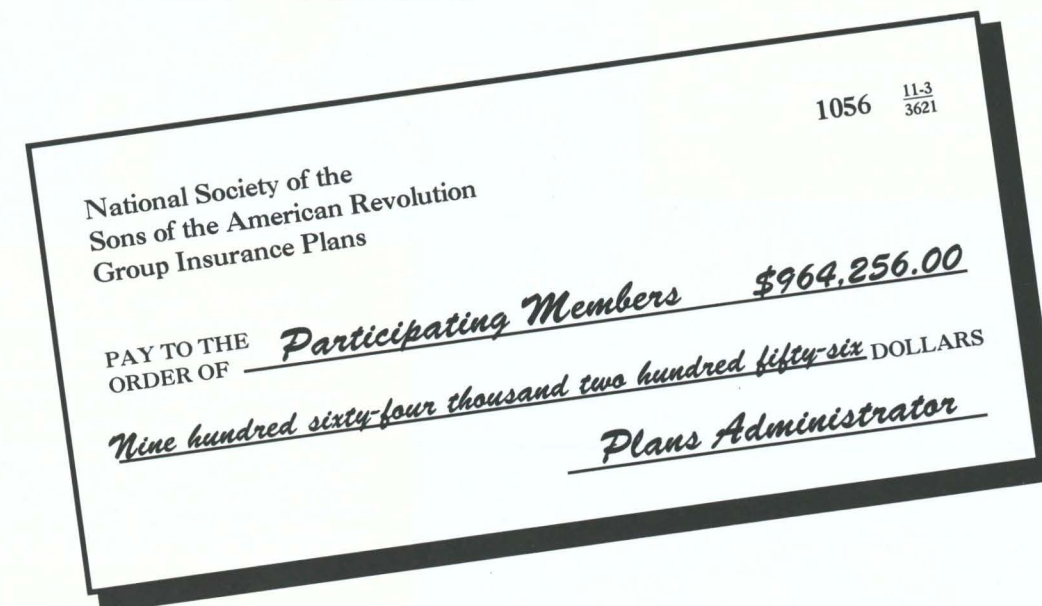 1056 11-3
3621
National Society of the
Sons of the American Revolution
Group Insurance Plans
PAY TO THE
ORDER OF Participating Members $964,256.00
Nine hundred sixty-four thousand two hundred fifty-six DOLLARS
Plans Administrator